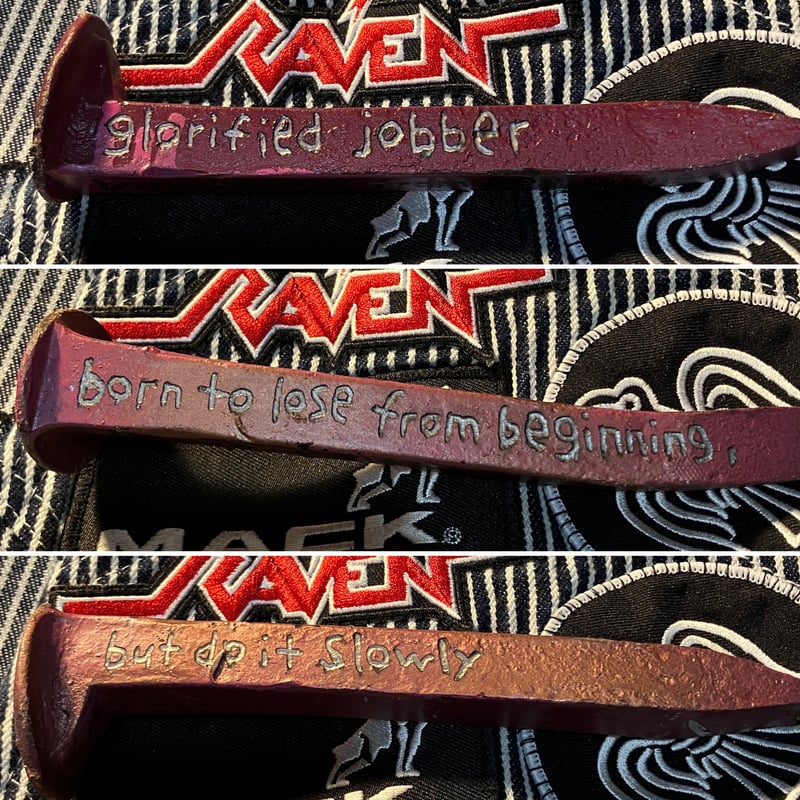 RAVEN
glorified jobber
RAVEN
born to lose from beginning,
MACK®
RAVEN
but do it slowly